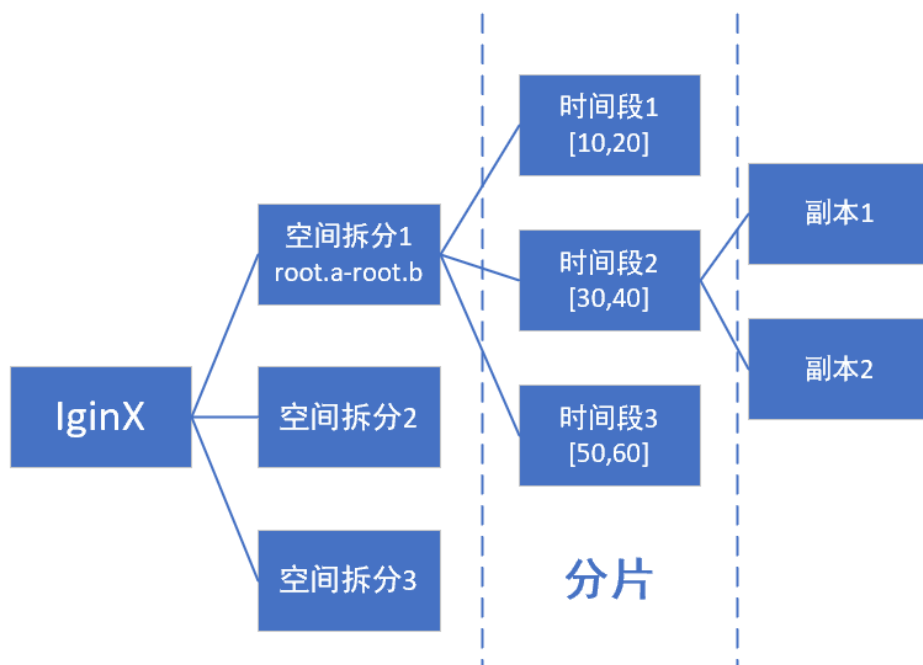 IginX
空间拆分1
root.a-root.b
空间拆分2
空间拆分3
时间段1
[10,20]
时间段2
[30,40]
时间段3
[50,60]
分片
副本1
副本2